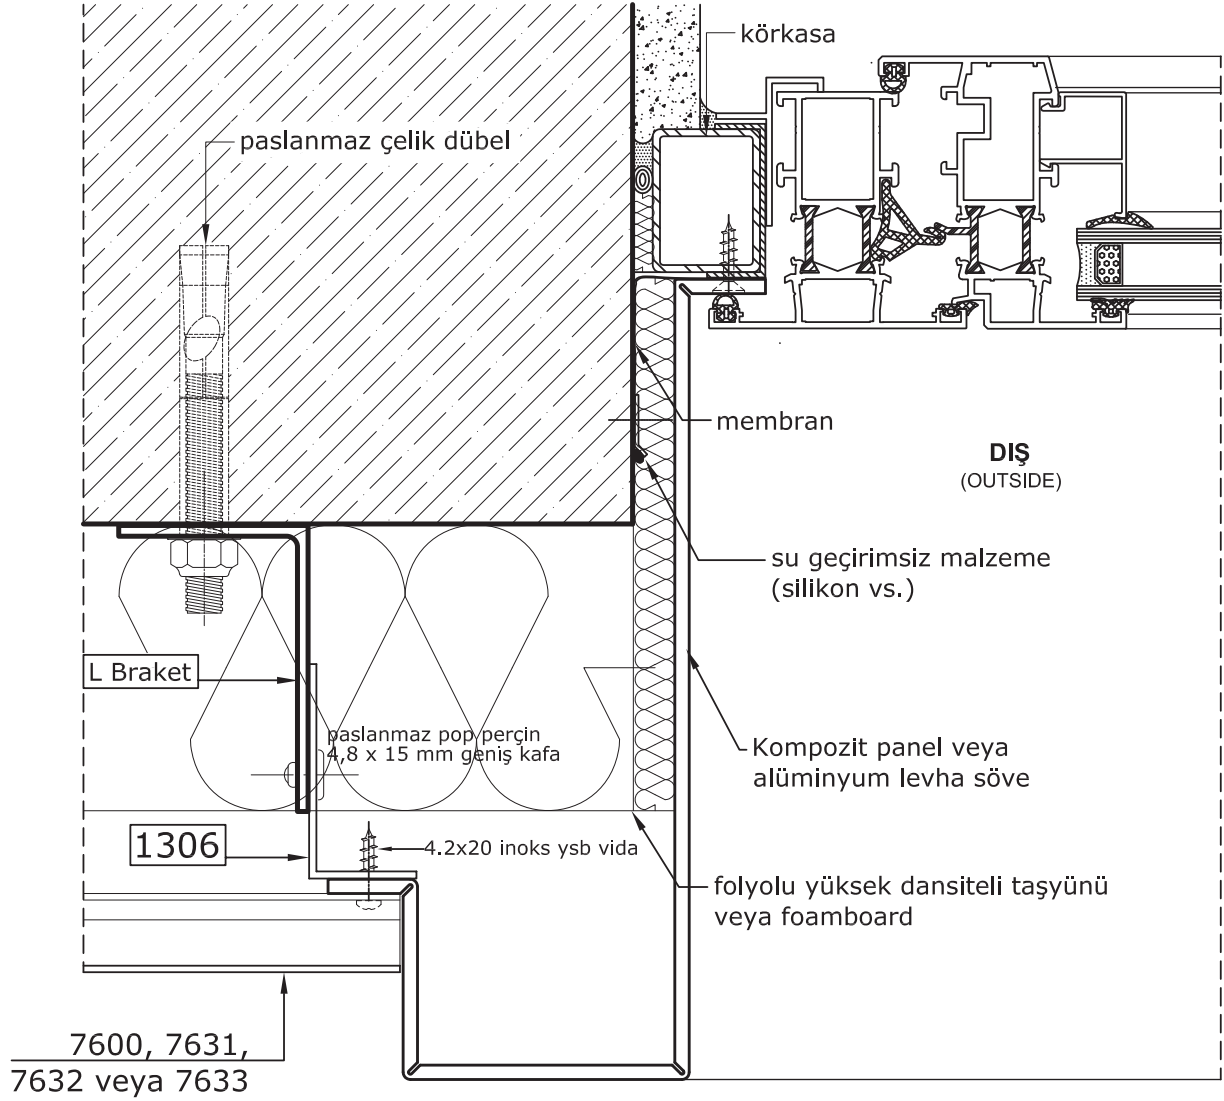 körkasa
paslanmaz çelik dübel
membran
DIŞ
(OUTSIDE)
su geçirimsiz malzeme
(silikon vs.)
L Braket
paslanmaz pop perçin
4,8 x 15 mm geniş kafa
Kompozit panel veya
alüminyum levha söve
1306
4.2x20 inoks ysb vida
folyolu yüksek dansiteli taşyünü
veya foamboard
7600, 7631,
7632 veya 7633